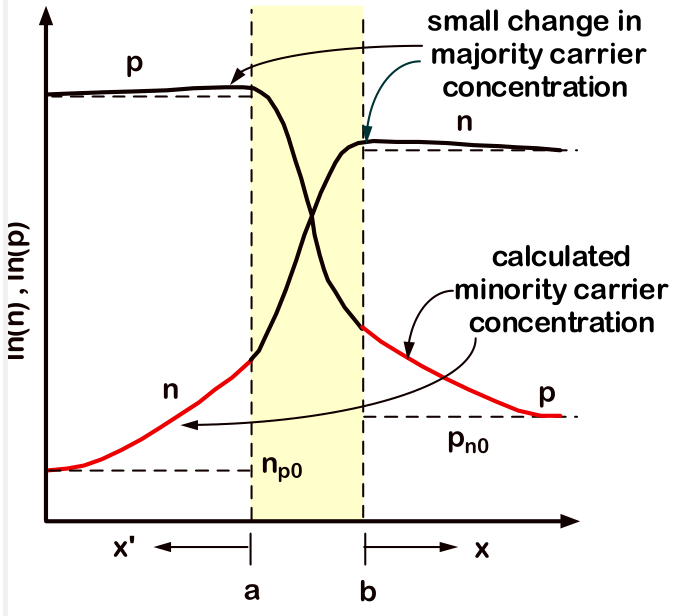 small change in
majority carrier
concentration
p
n
ln(n) , ln(p)
calculated
minority carrier
concentration
n
p
p_{n0}
n_{p0}
x'
x
a
b